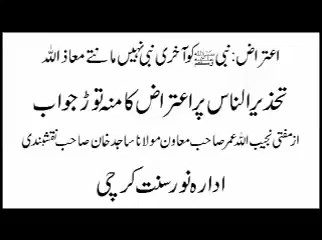 اعتراض: نبی ﷺ کو آخری نبی نہیں مانتے معاذ اللہ
تحذیر الناس پر اعتراض کا منہ توڑ جواب
از مفتی نجیب اللہ عمر صاحب معاون مولانا ساجد خان صاحب نقشبندی
ادارہ نور سنت کراچی